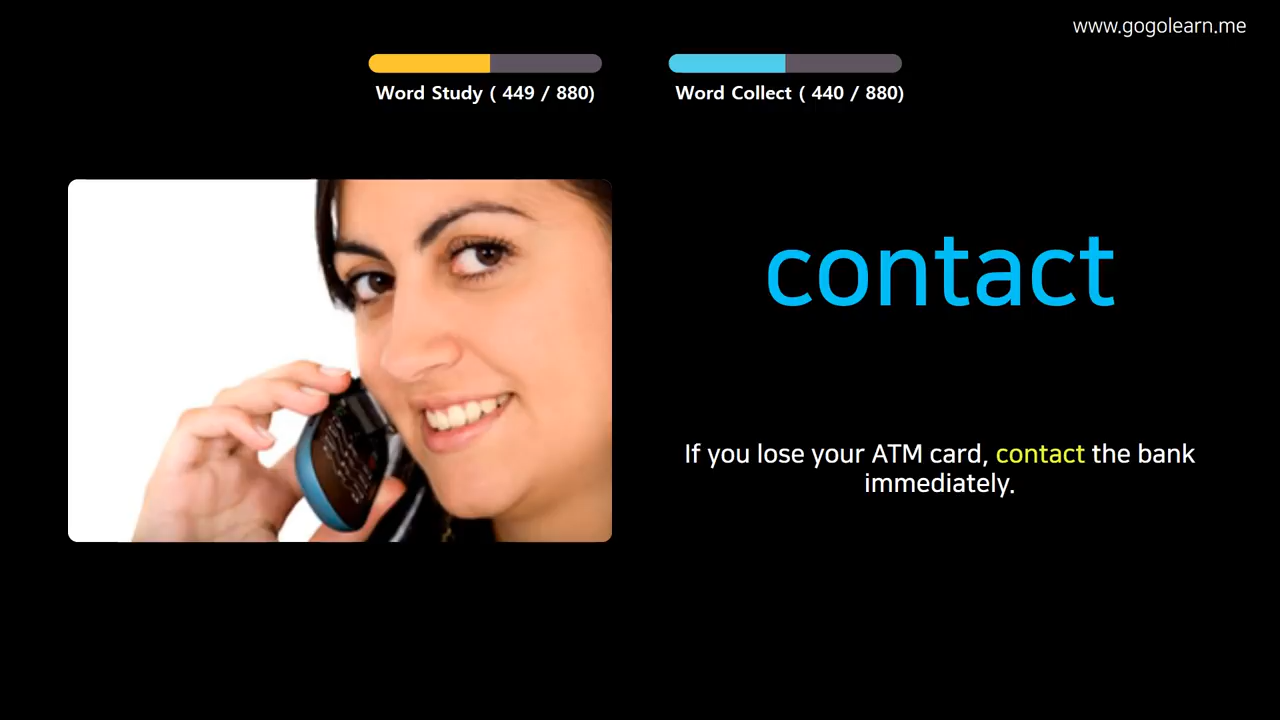 www.gogolearn.me
Word Study ( 449 / 880)
Word Collect ( 440 / 880)
contact
If you lose your ATM card, contact the bank
immediately.